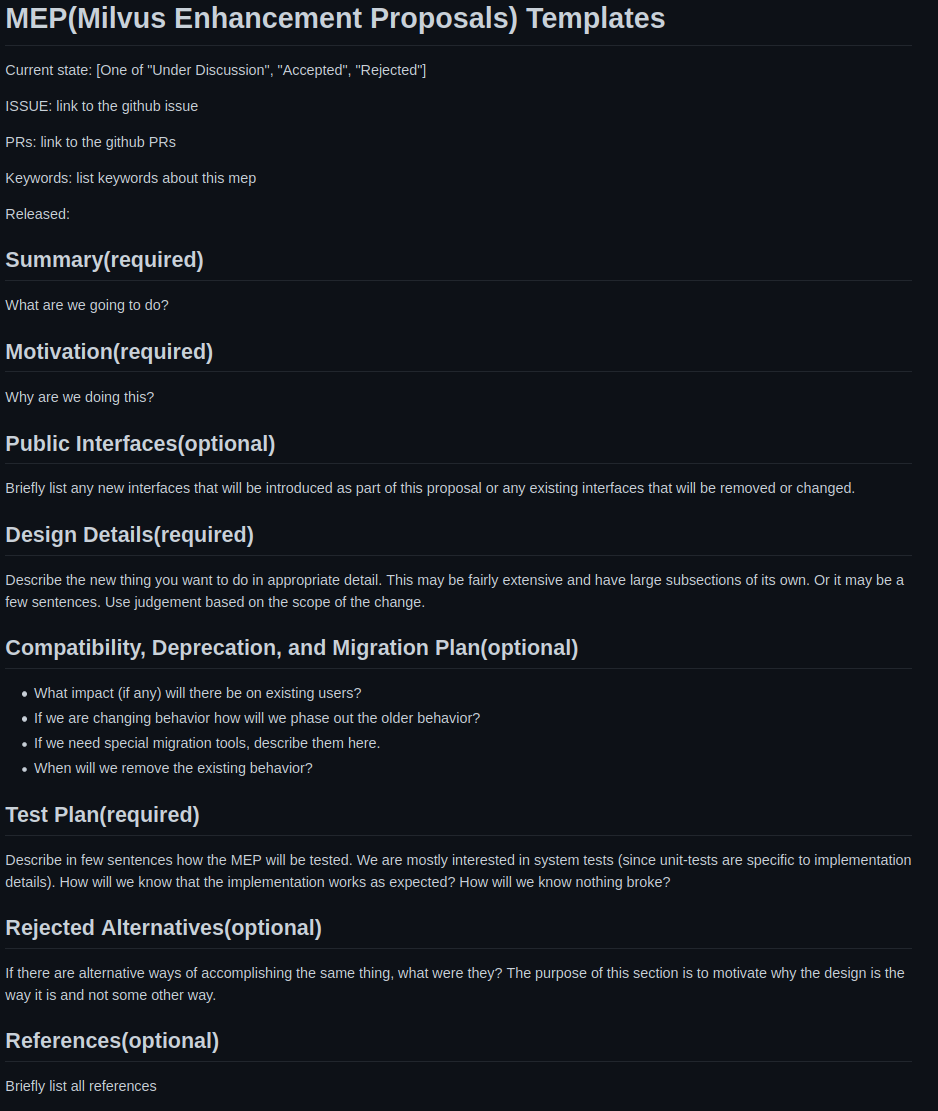 MEP(Milvus Enhancement Proposals) Templates
Current state: [One of "Under Discussion", "Accepted", "Rejected"]
ISSUE: link to the github issue
PRs: link to the github PRs
Keywords: list keywords about this mep
Released:
Summary(required)
What are we going to do?
Motivation(required)
Why are we doing this?
Public Interfaces(optional)
Briefly list any new interfaces that will be introduced as part of this proposal or any existing interfaces that will be removed or changed.
Design Details(required)
Describe the new thing you want to do in appropriate detail. This may be fairly extensive and have large subsections of its own. Or it may be a
few sentences. Use judgement based on the scope of the change.
Compatibility, Deprecation, and Migration Plan(optional)
• What impact (if any) will there be on existing users?
• If we are changing behavior how will we phase out the older behavior?
• If we need special migration tools, describe them here.
• When will we remove the existing behavior?
Test Plan(required)
Describe in few sentences how the MEP will be tested. We are mostly interested in system tests (since unit-tests are specific to implementation
details). How will we know that the implementation works as expected? How will we know nothing broke?
Rejected Alternatives(optional)
If there are alternative ways of accomplishing the same thing, what were they? The purpose of this section is to motivate why the design is the
way it is and not some other way.
References(optional)
Briefly list all references